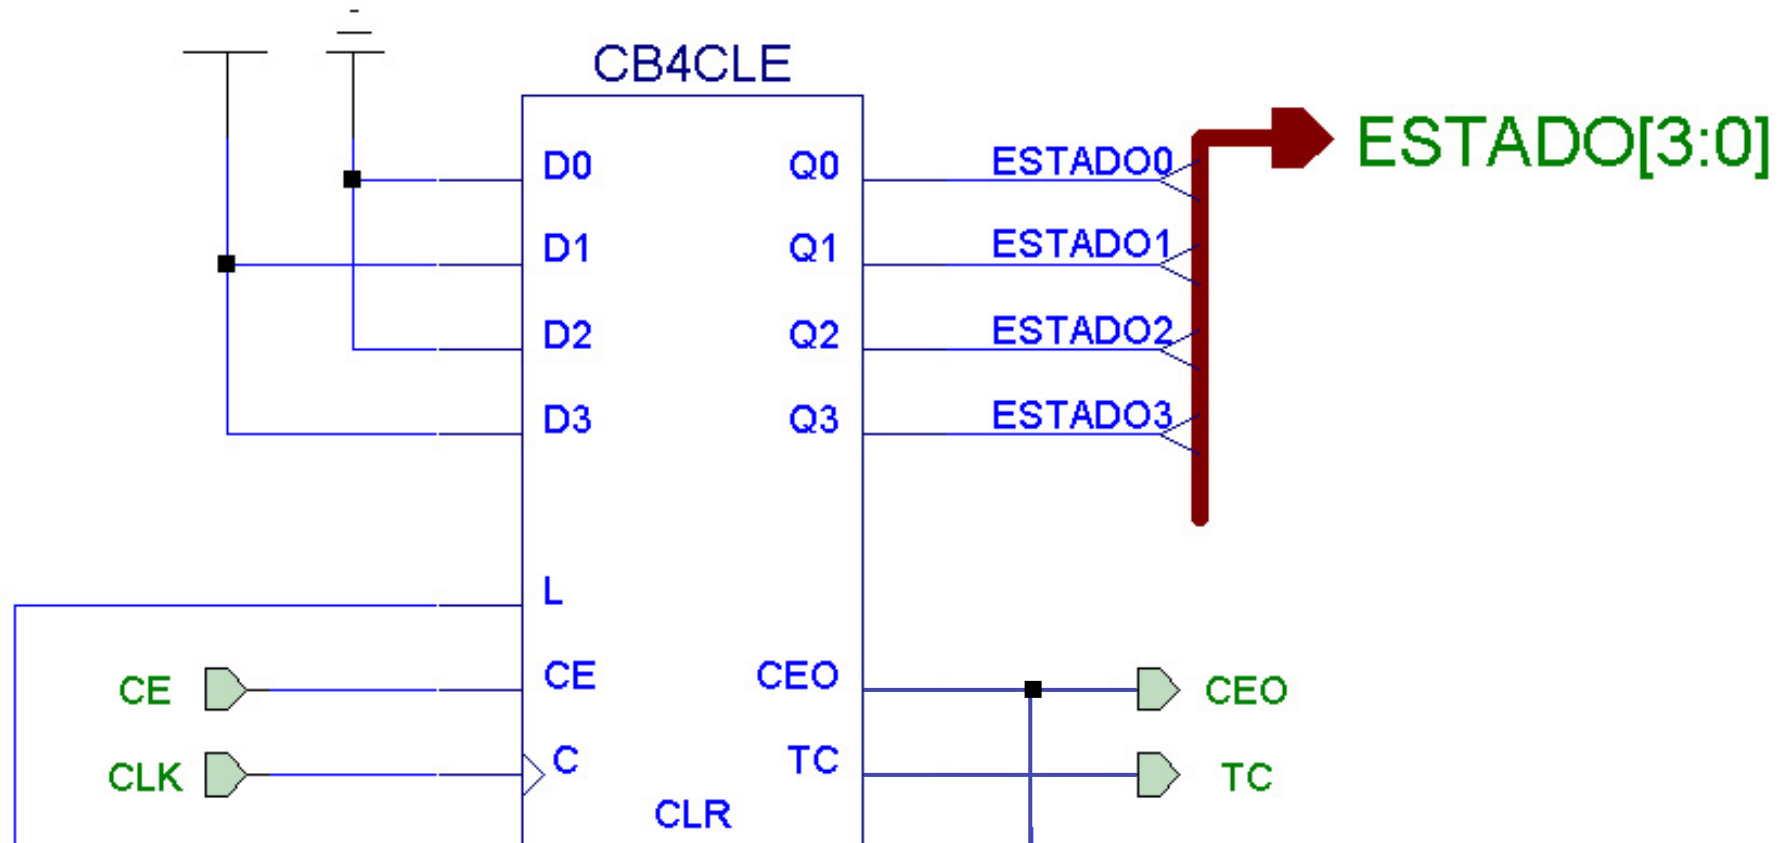 CB4CLE
ESTADO[3:0]
D0 Q0 ESTADO0
D1 Q1 ESTADO1
D2 Q2 ESTADO2
D3 Q3 ESTADO3
L
CE CE CEO CEO
CLK C TC TC
CLR